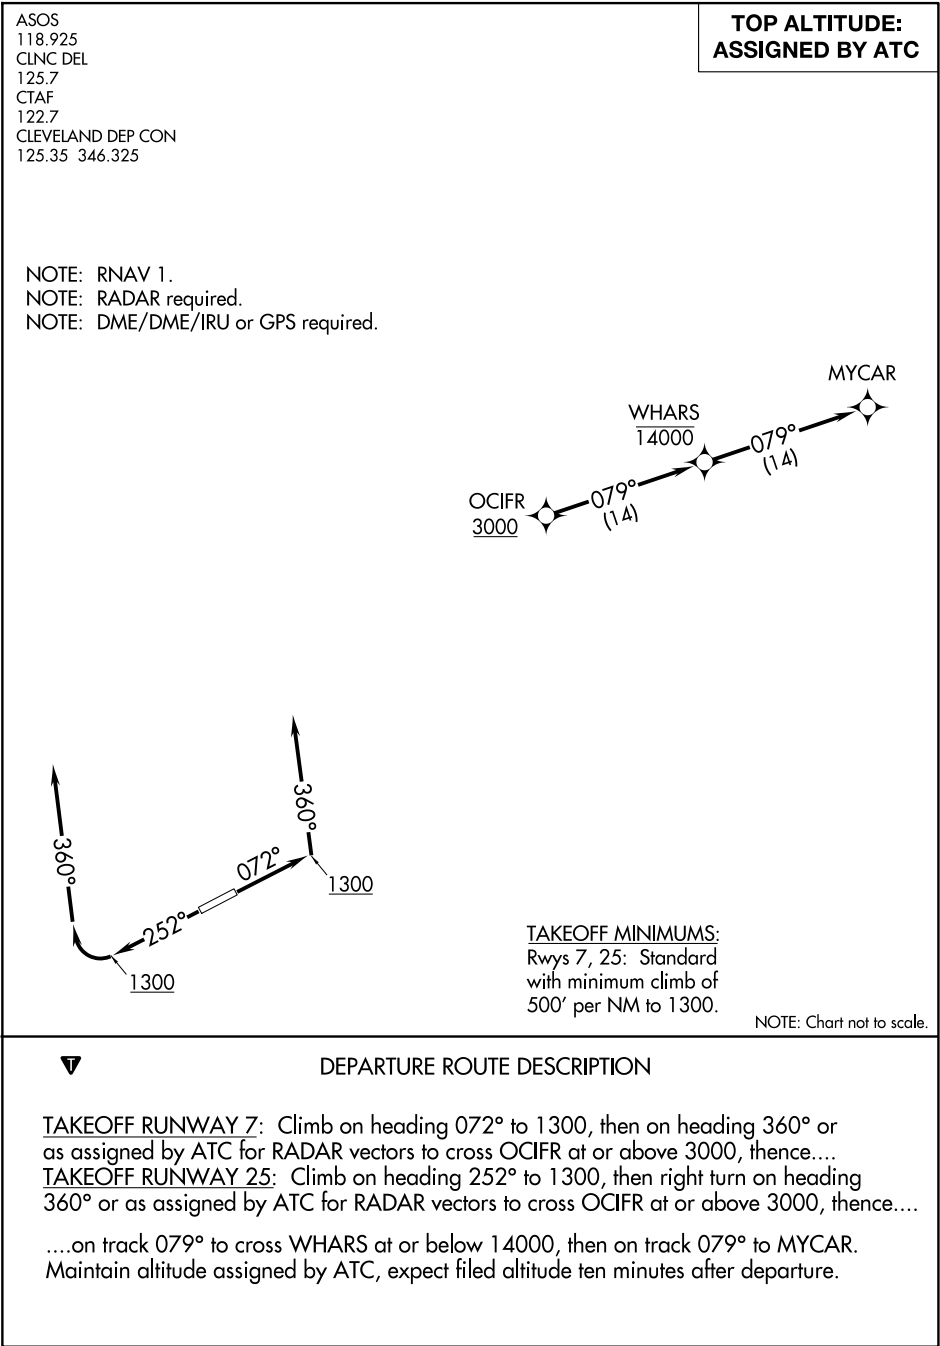 ASOS
118.925
CLNC DEL
125.7
CTAF
122.7
CLEVELAND DEP CON
125.35 346.325
TOP ALTITUDE:
ASSIGNED BY ATC
NOTE: RNAV 1.
NOTE: RADAR required.
NOTE: DME/DME/IRU or GPS required.
MYCAR
WHARS
14000
079°
(14)
OCIFR
3000
079°
(14)
360°
360°
072°
1300
252°
1300
TAKEOFF MINIMUMS:
Rwys 7, 25: Standard
with minimum climb of
500' per NM to 1300.
NOTE: Chart not to scale.
T
DEPARTURE ROUTE DESCRIPTION
TAKEOFF RUNWAY 7: Climb on heading 072° to 1300, then on heading 360° or
as assigned by ATC for RADAR vectors to cross OCIFR at or above 3000, thence....
TAKEOFF RUNWAY 25: Climb on heading 252° to 1300, then right turn on heading
360° or as assigned by ATC for RADAR vectors to cross OCIFR at or above 3000, thence....
....on track 079° to cross WHARS at or below 14000, then on track 079° to MYCAR.
Maintain altitude assigned by ATC, expect filed altitude ten minutes after departure.